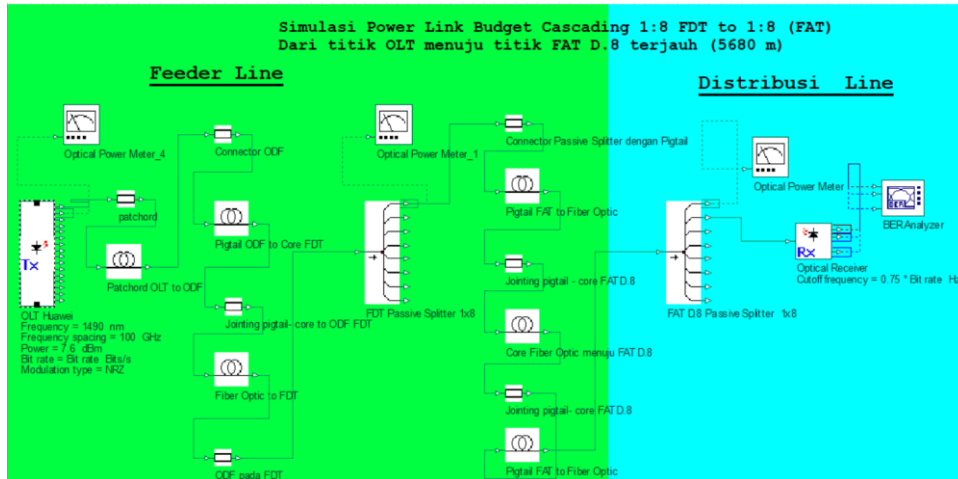 Simulasi Power Link Budget Cascading 1:8 FDT to 1:8 (FAT)
Dari titik OLT menuju titik FAT D.8 terjauh (5680 m)
Feeder Line
Distribusi Line
Optical Power Meter_4
Connector ODF
Optical Power Meter_1
Connector Passive Splitter dengan Pigtail
Optical Power Meter
BER Analyzer
patchord
Pigtail ODF to Core FDT
Pigtail FAT to Fiber Optic
Tx
Patchord OLT to ODF
Rx
Optical Receiver
Cutoff frequency = 0.75 * Bit rate Hz
Jointing pigtail - core FAT D.8
OLT Huawei
Frequency = 1490 nm
Frequency spacing = 100 GHz
Power = 7.6 dBm
Bit rate = Bit rate Bits/s
Modulation type = NRZ
Jointing pigtail- core to ODF FDT
FDT Passive Splitter 1x8
FAT D8 Passive Splitter 1x8
Core Fiber Optic menuju FAT D.8
Fiber Optic to FDT
Jointing pigtail- core FAT D.8
ODF pada FDT
Pigtail FAT to Fiber Optic